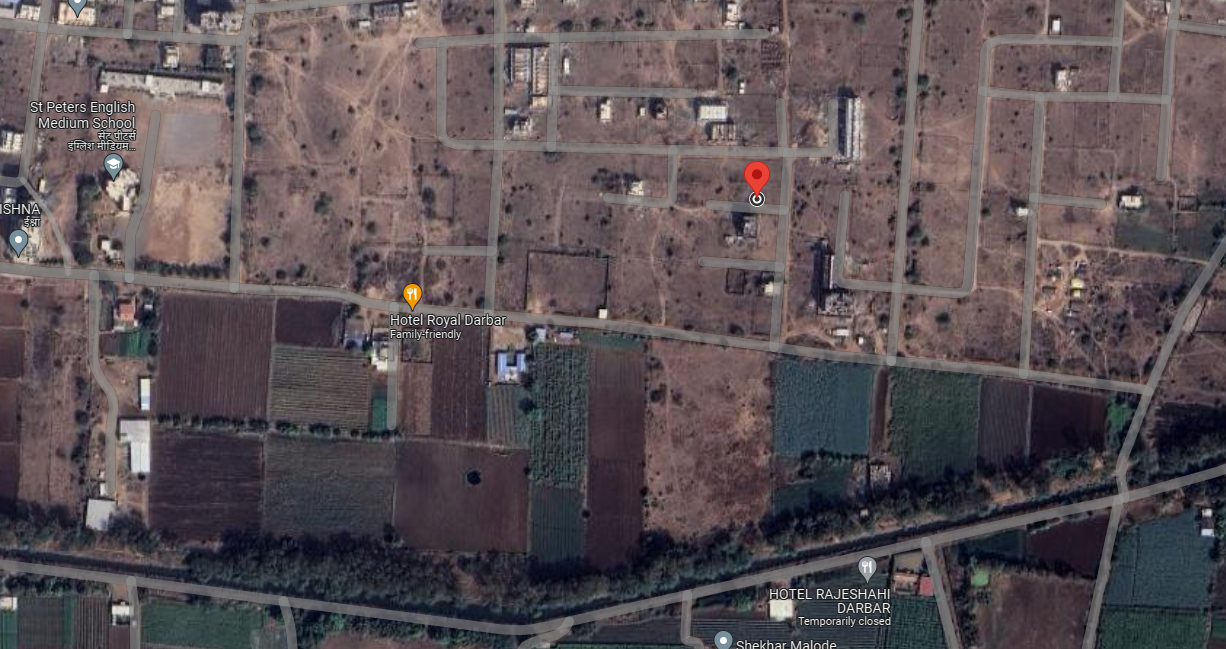 St Peters English
Medium School
सेंट पीटर्स
इंग्लिश मीडियम...
ISHNA
Hotel Royal Darbar
Family-friendly
HOTEL RAJESHAHI
DARBAR
Temporarily closed
Shekhar Malode